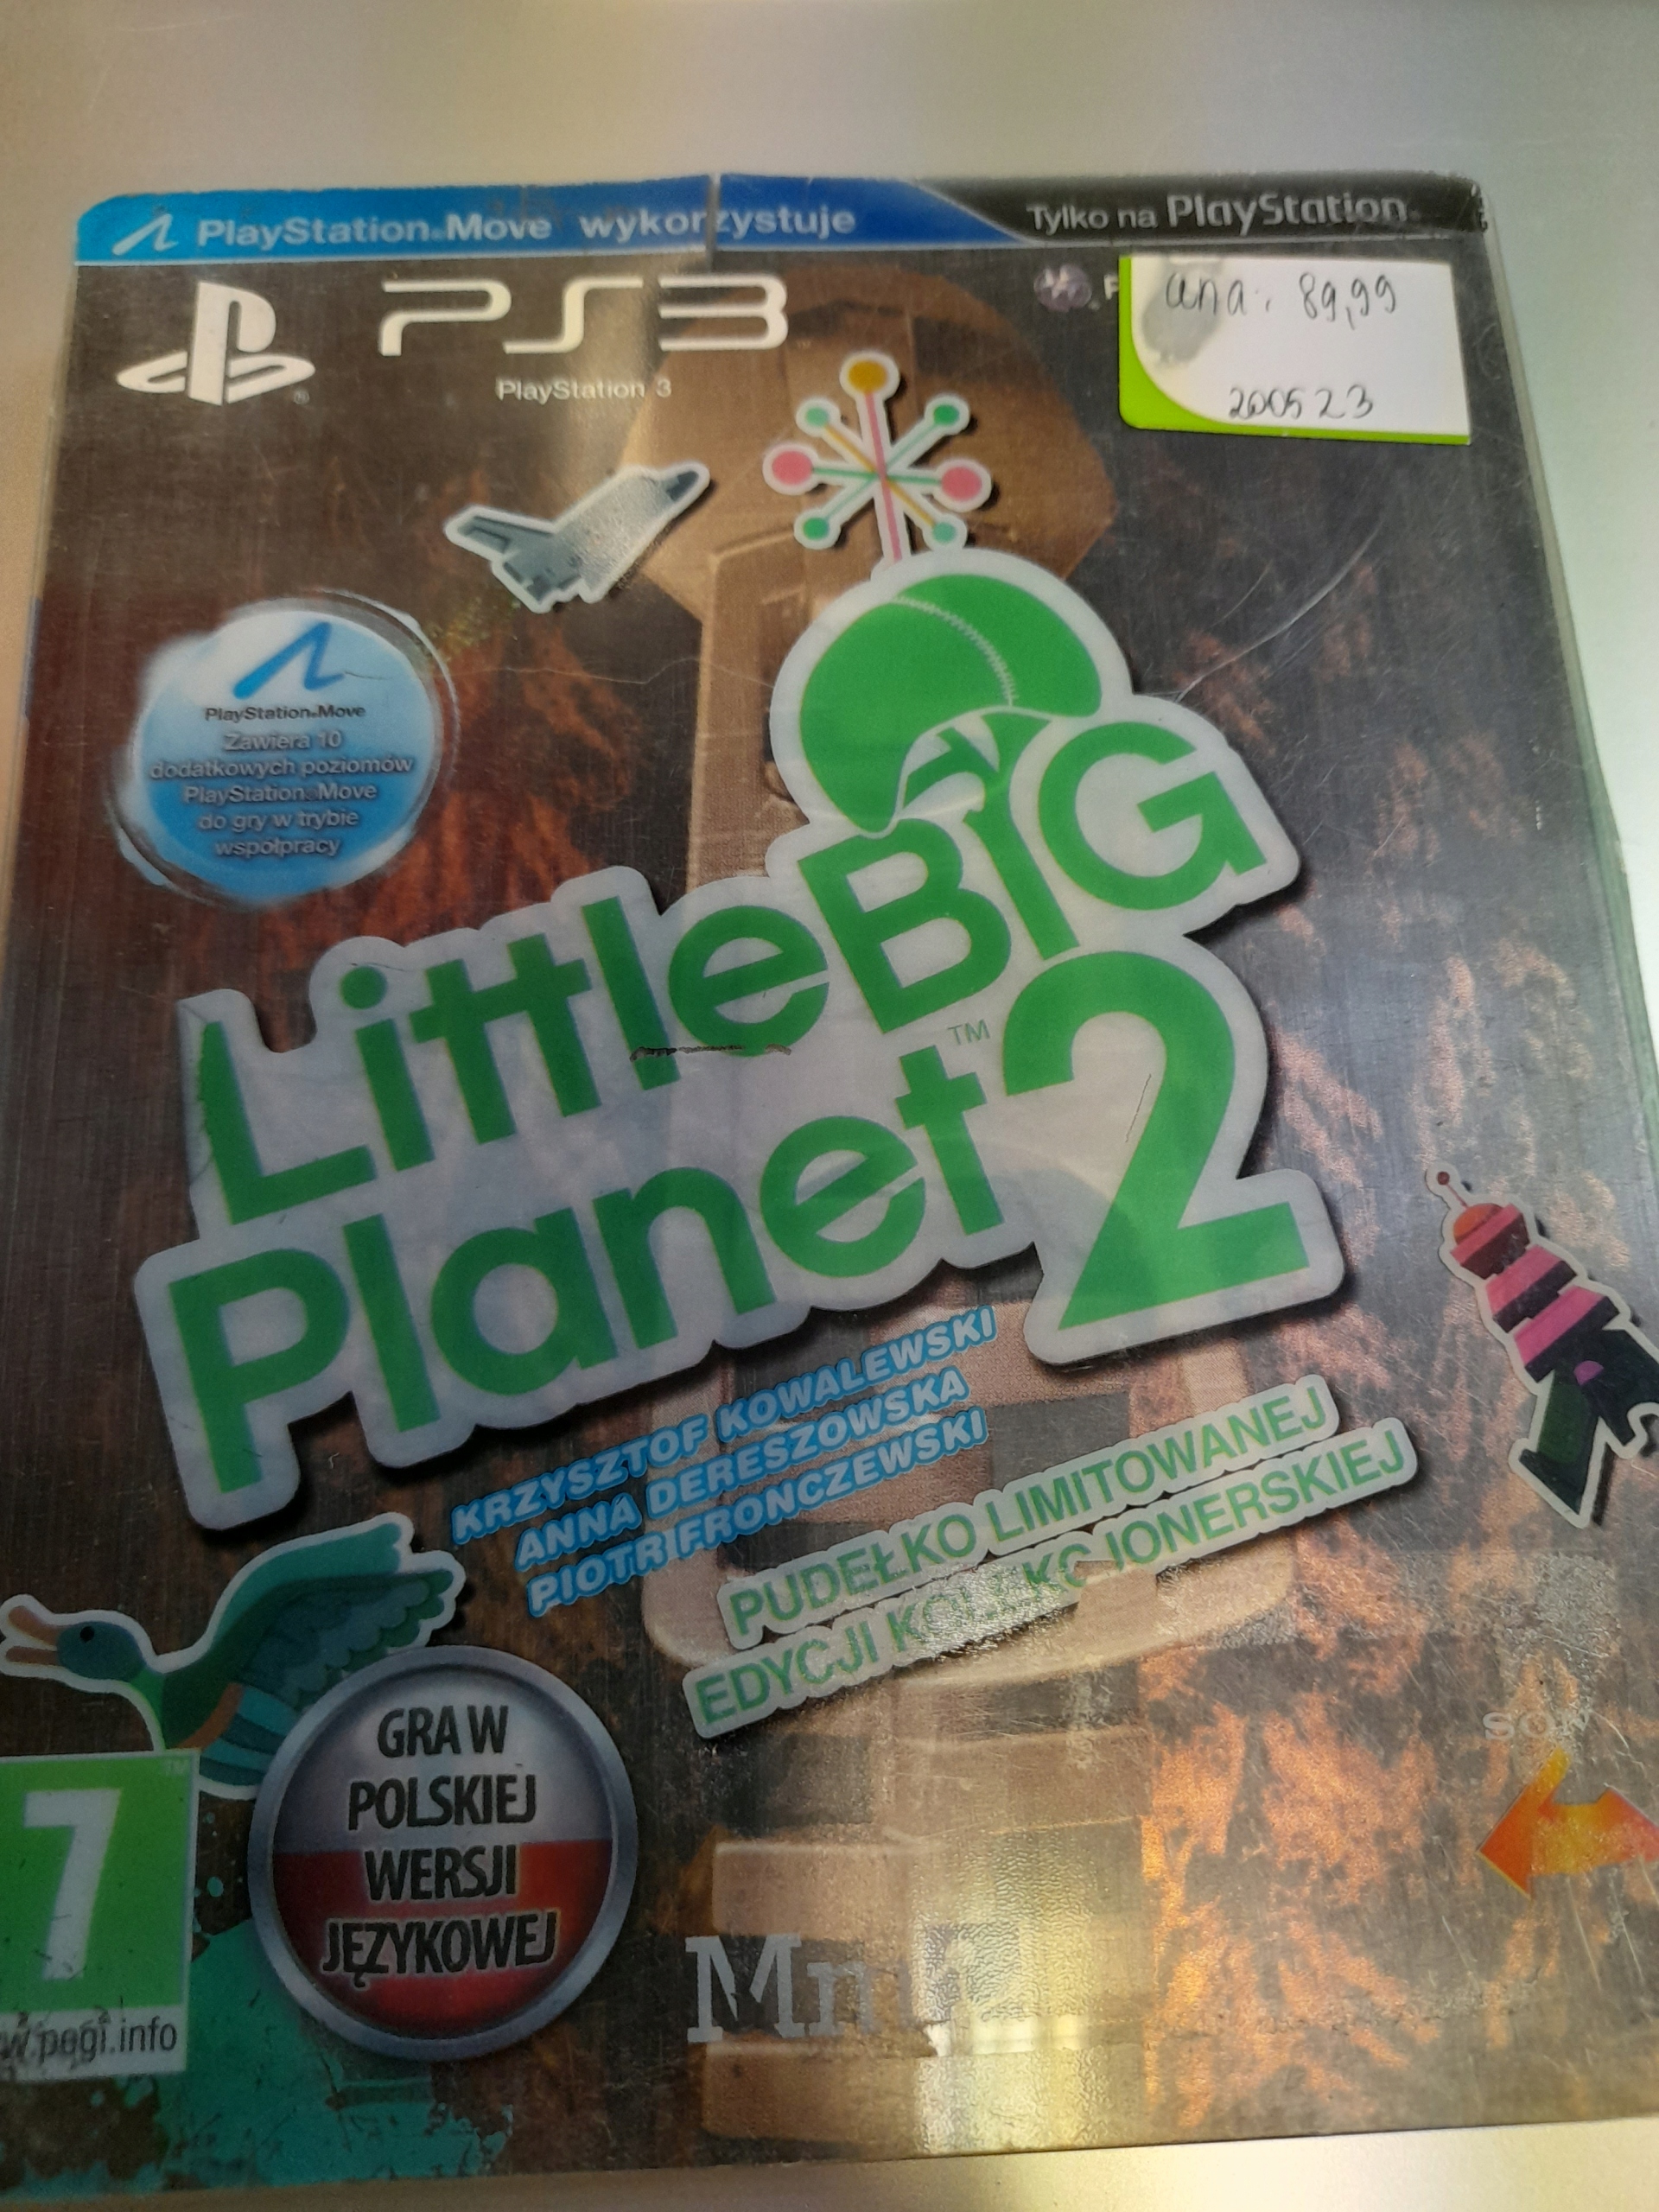 PlayStation®Move wykorzystuje
Tylko na PlayStation®
PS3
PlayStation 3
cena: 89,99
200523
PlayStation®Move
Zawiera 10
dodatkowych poziomów
PlayStation®Move
do gry w trybie
współpracy
LittleBIG
Planet™2
KRZYSZTOF KOWALEWSKI
ANNA DERESZOWSKA
PIOTR FRONCZEWSKI
PUDEŁKO LIMITOWANEJ
EDYCJI KOLEKCJONERSKIEJ
GRA W
POLSKIEJ
WERSJI
JĘZYKOWEJ
7
w.pegi.info